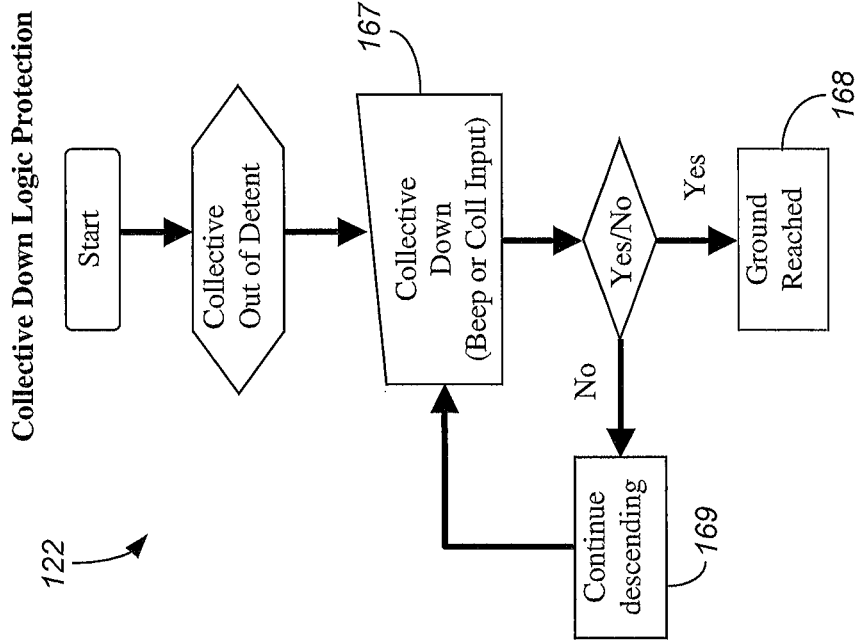 Collective Down Logic Protection
122
Start
Collective
Out of Detent
167
Collective
Down
(Beep or Coll Input)
Yes/No
No
Yes
Continue
descending
169
Ground
Reached
168